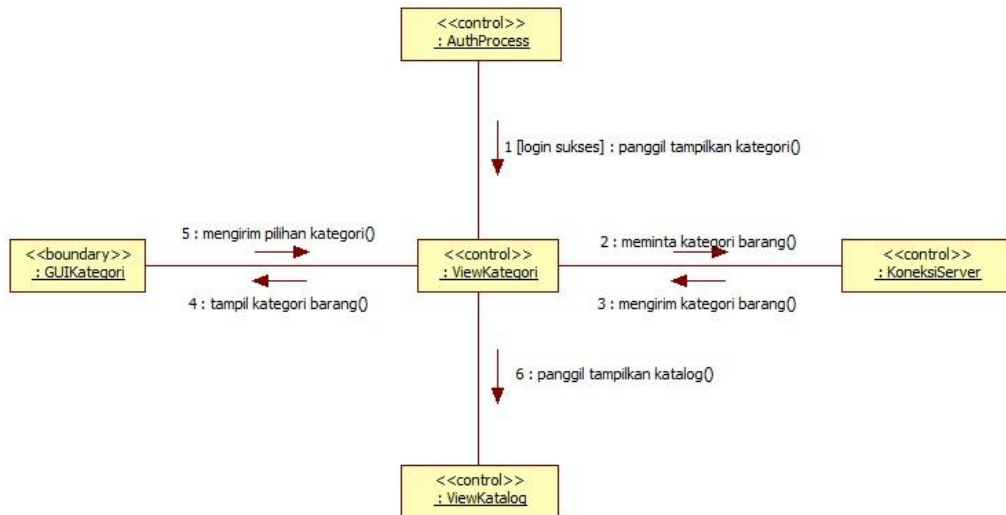 <<control>>
: AuthProcess
1 [login sukses] : panggil tampilkan kategori()
5 : mengirim pilihan kategori()
2 : meminta kategori barang()
<<boundary>>
: GUIKategori
<<control>>
: ViewKategori
<<control>>
: KoneksiServer
4 : tampil kategori barang()
3 : mengirim kategori barang()
6 : panggil tampilkan katalog()
<<control>>
: ViewKatalog